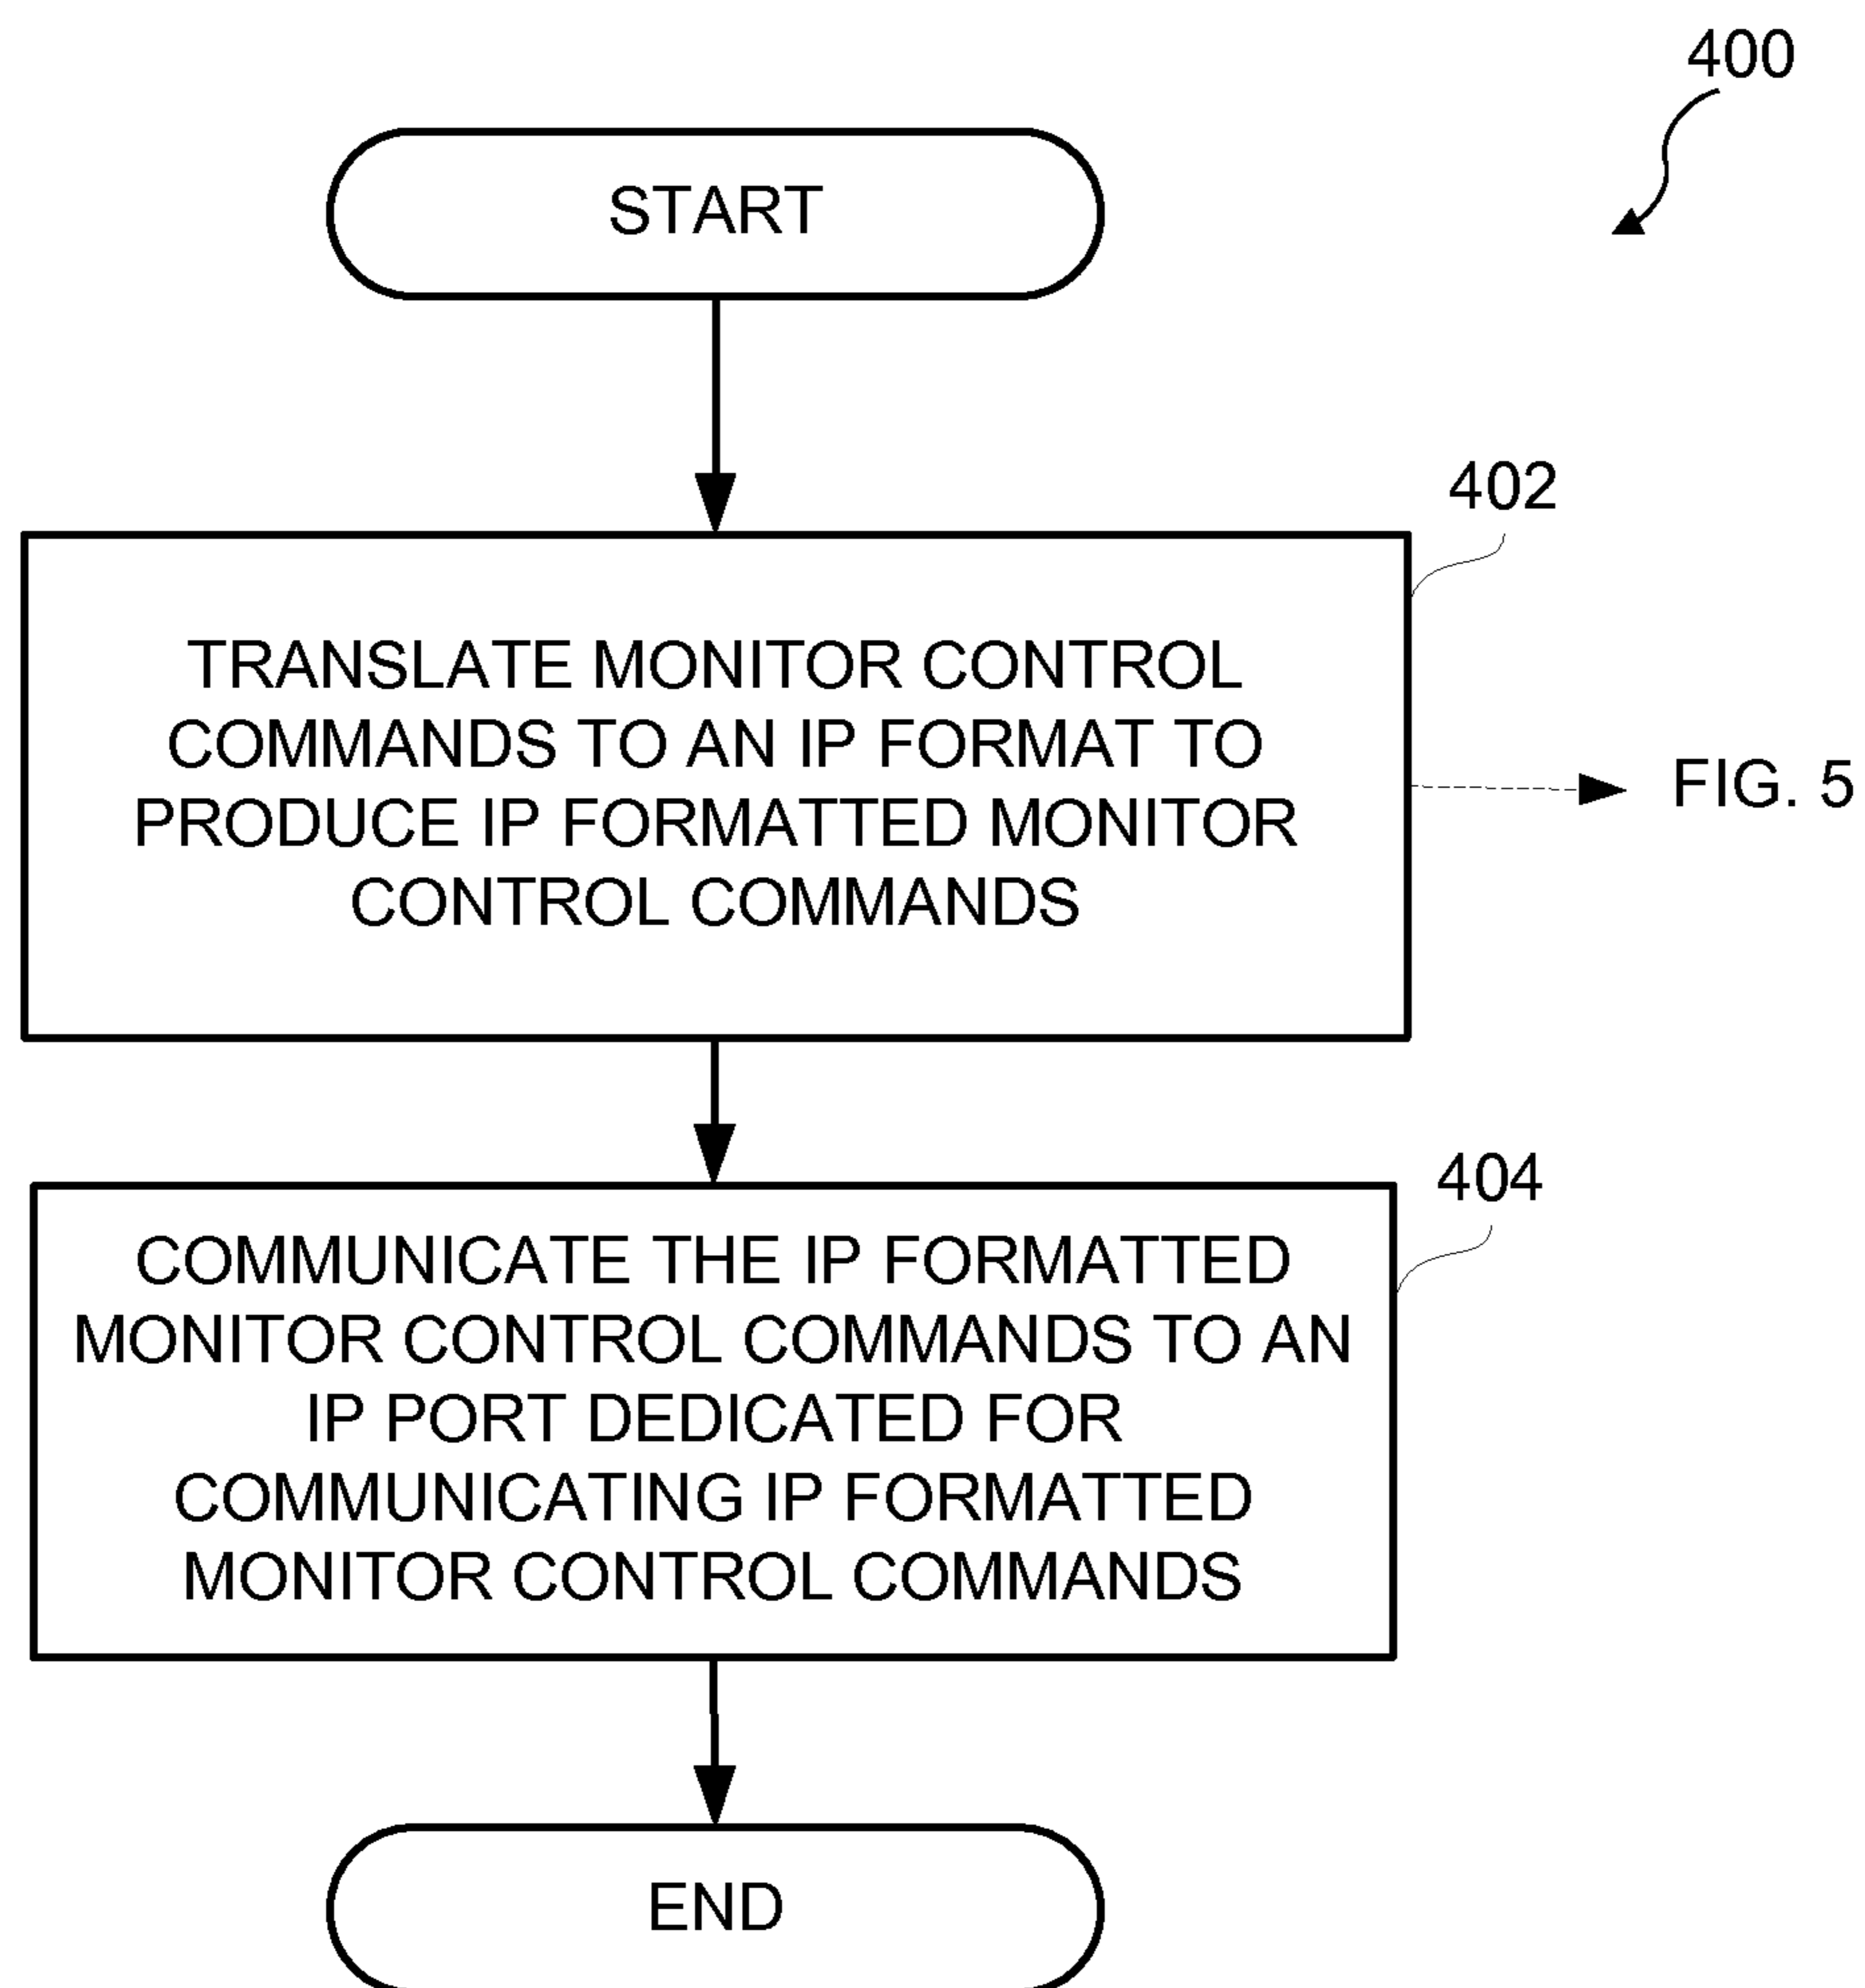 400
START
402
TRANSLATE MONITOR CONTROL
COMMANDS TO AN IP FORMAT TO
PRODUCE IP FORMATTED MONITOR
CONTROL COMMANDS
FIG. 5
404
COMMUNICATE THE IP FORMATTED
MONITOR CONTROL COMMANDS TO AN
IP PORT DEDICATED FOR
COMMUNICATING IP FORMATTED
MONITOR CONTROL COMMANDS
END